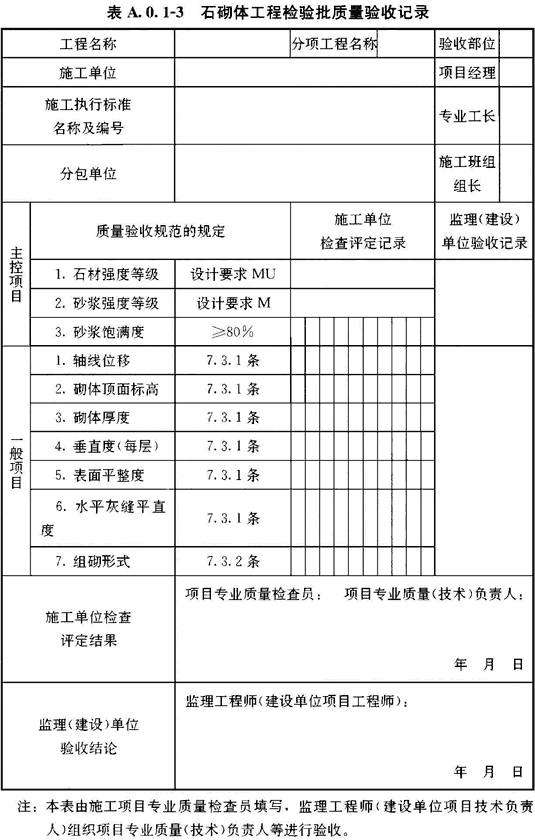 表 A.0.1-3 石砌体工程检验批质量验收记录
工程名称 分项工程名称 验收部位
施工单位 项目经理
施工执行标准
名称及编号
专业工长
分包单位
施工班组
组长
主控项目
质量验收规范的规定
施工单位
检查评定记录
监理(建设)
单位验收记录
1. 石材强度等级 设计要求 MU
2. 砂浆强度等级 设计要求 M
3. 砂浆饱满度 ≥80%
一般项目
1. 轴线位移 7.3.1 条
2. 砌体顶面标高 7.3.1 条
3. 砌体厚度 7.3.1 条
4. 垂直度(每层) 7.3.1 条
5. 表面平整度 7.3.1 条
6. 水平灰缝平直
度
7.3.1 条
7. 组砌形式 7.3.2 条
施工单位检查
评定结果
项目专业质量检查员: 项目专业质量(技术)负责人:
年 月 日
监理(建设)单位
验收结论
监理工程师(建设单位项目工程师):
年 月 日
注: 本表由施工项目专业质量检查员填写,监理工程师(建设单位项目技术负责
人)组织项目专业质量(技术)负责人等进行验收。